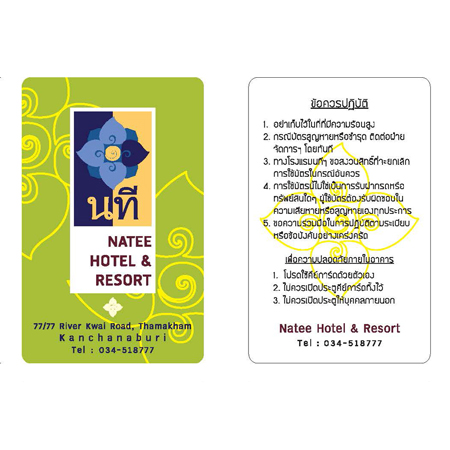 นที
NATEE
HOTEL &
RESORT
77/77 River Kwai Road, Thamakham
Kanchanaburi
Tel : 034-518777
ข้อควรปฏิบัติ
1. อย่าเก็บไว้ในที่ที่มีความร้อนสูง
2. กรณีบัตรสูญหายหรือชำรุด ติดต่อฝ่าย
จัดการฯ โดยทันที
3. ทางโรงแรมนทีฯ ขอสงวนสิทธิ์ที่จะยกเลิก
การใช้บัตรในกรณีอันควร
4. การใช้บัตรนี้ไม่ใช่เป็นการรับฝากรถหรือ
ทรัพย์สินใดๆ ผู้ใช้บัตรต้องรับผิดชอบใน
ความเสียหายหรือสูญหายเองทุกประการ
5. ขอความร่วมมือในการปฏิบัติตามระเบียบ
หรือข้อบังคับอย่างเคร่งครัด
เพื่อความปลอดภัยภายในอาคาร
1. โปรดใช้คีย์การ์ดด้วยตัวเอง
2. ไม่ควรเปิดประตูคีย์การ์ดทิ้งไว้
3. ไม่ควรเปิดประตูให้บุคคลภายนอก
Natee Hotel & Resort
Tel : 034-518777